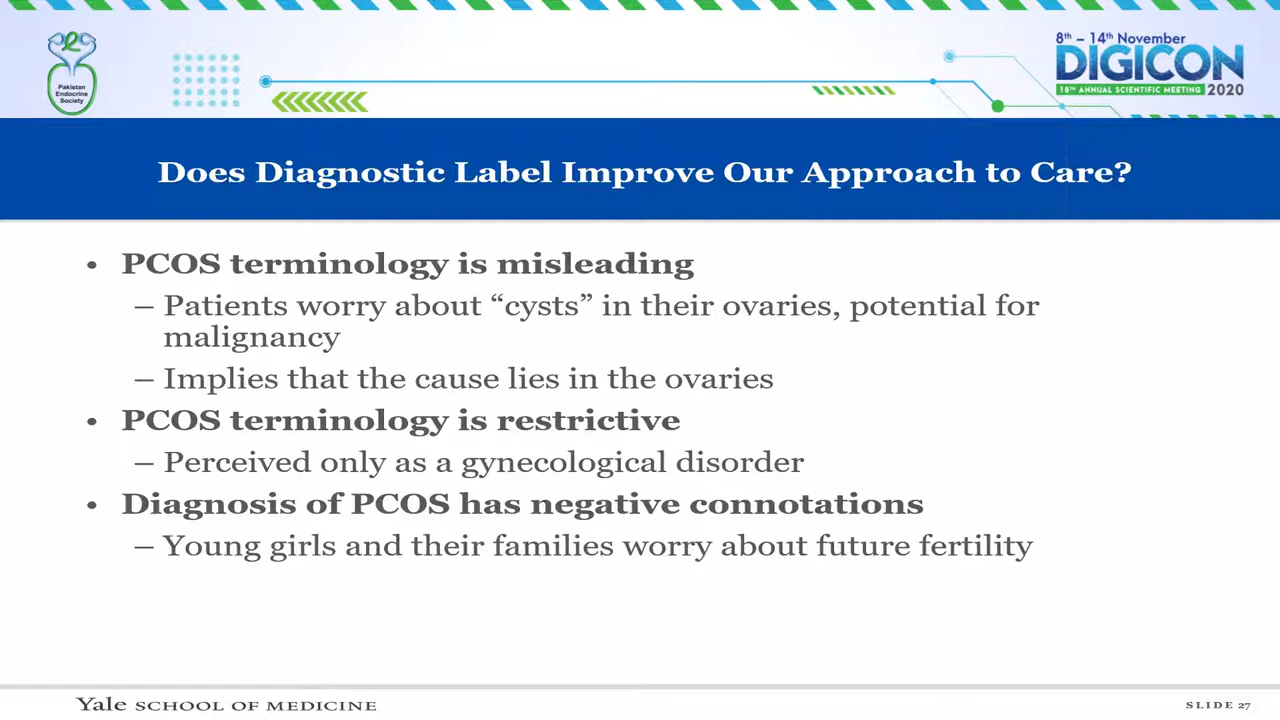 Pakistan
Endocrine
Society
8th – 14th November
DIGICON
18TH ANNUAL SCIENTIFIC MEETING 2020
Does Diagnostic Label Improve Our Approach to Care?
• PCOS terminology is misleading
– Patients worry about “cysts” in their ovaries, potential for
malignancy
– Implies that the cause lies in the ovaries
• PCOS terminology is restrictive
– Perceived only as a gynecological disorder
• Diagnosis of PCOS has negative connotations
– Young girls and their families worry about future fertility
Yale SCHOOL OF MEDICINE
SLIDE 27